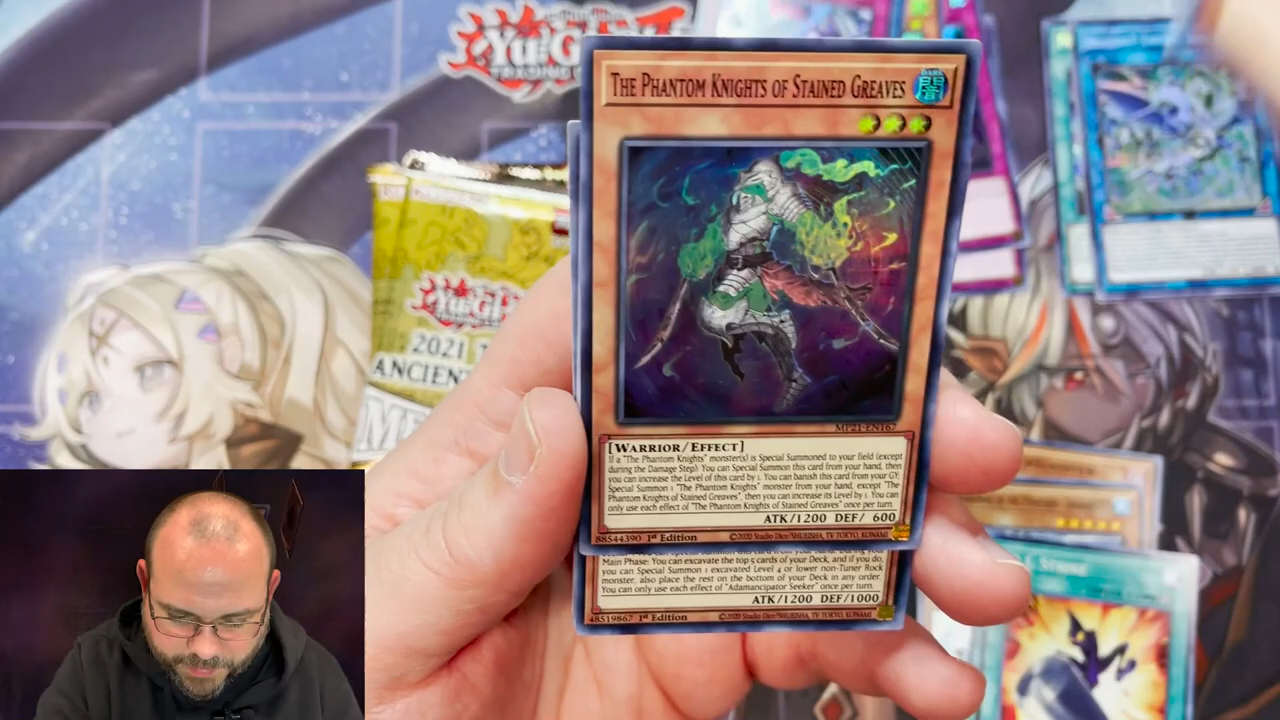 YU-G
TRADING
THE PHANTOM KNIGHTS OF STAINED GREAVES
DARK
闇
MP21-EN167
[WARRIOR/EFFECT]
If a "The Phantom Knights" monster(s) is Special Summoned to your field (except
during the Damage Step): You can Special Summon this card from your hand, then
you can increase the Level of this card by 1. You can banish this card from your GY;
Special Summon 1 "The Phantom Knights" monster from your hand, except "The
Phantom Knights of Stained Greaves", then you can increase its Level by 1. You can
only use each effect of "The Phantom Knights of Stained Greaves" once per turn.
ATK/1200 DEF/ 600
88544390 1st Edition
©2020 Studio Dice/SHUEISHA, TV TOKYO, KONAMI
Main Phase: You can excavate the top 5 cards of your Deck, and if you do,
you can Special Summon 1 excavated Level 4 or lower non-Tuner Rock
monster, also place the rest on the bottom of your Deck in any order.
You can only use each effect of "Adamancipator Seeker" once per turn.
ATK/1200 DEF/1000
48519867 1st Edition
©2020 Studio Dice/SHUEISHA, TV TOKYO, KONAMI
YU-GI
2021
ANCIEN
ME